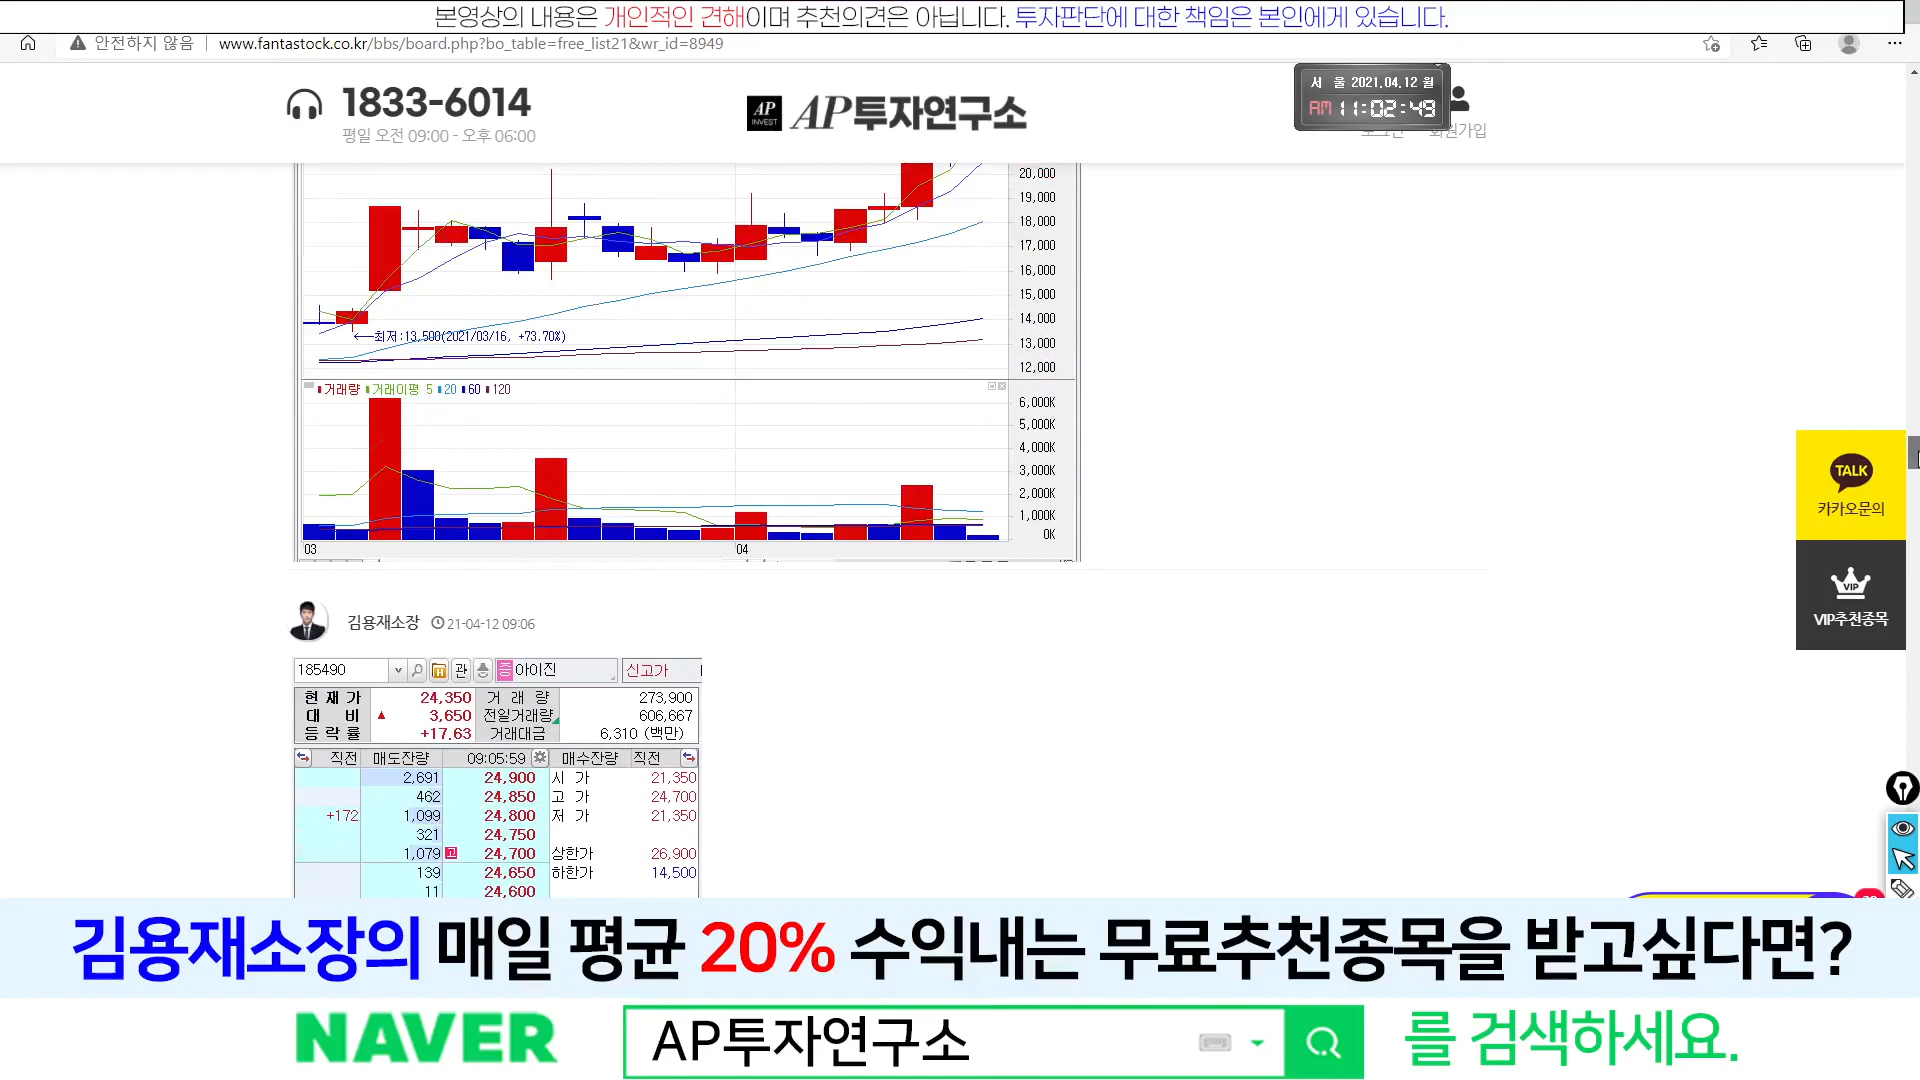 본영상의 내용은 개인적인 견해이며 추천의견은 아닙니다. 투자판단에 대한 책임은 본인에게 있습니다.
안전하지 않음 www.fantastock.co.kr/bbs/board.php?bo_table=free_list21&wr_id=8949
1833-6014
평일 오전 09:00 - 오후 06:00
AP INVEST AP투자연구소
서 울 2021.04.12 월
AM 11:02:49
로그인 회원가입
20,000
19,000
18,000
17,000
16,000
15,000
14,000
13,000
12,000
최저:13,500(2021/03/16, +73.70%)
거래량 거래이평 5 20 60 120
6,000K
5,000K
4,000K
3,000K
2,000K
1,000K
0K
03 04
TALK
카카오문의
VIP
VIP추천종목
김용재소장 21-04-12 09:06
185490 관 증 아이진 신고가
현 재 가 24,350 거 래 량 273,900
대 비 ▲ 3,650 전일거래량 606,667
등 락 률 +17.63 거래대금 6,310 (백만)
직전 매도잔량 09:05:59 매수잔량 직전
2,691 24,900 시 가 21,350
462 24,850 고 가 24,700
+172 1,099 24,800 저 가 21,350
321 24,750
1,079 고 24,700 상한가 26,900
139 24,650 하한가 14,500
11 24,600
김용재소장의 매일 평균 20% 수익내는 무료추천종목을 받고싶다면?
NAVER AP투자연구소 를 검색하세요.